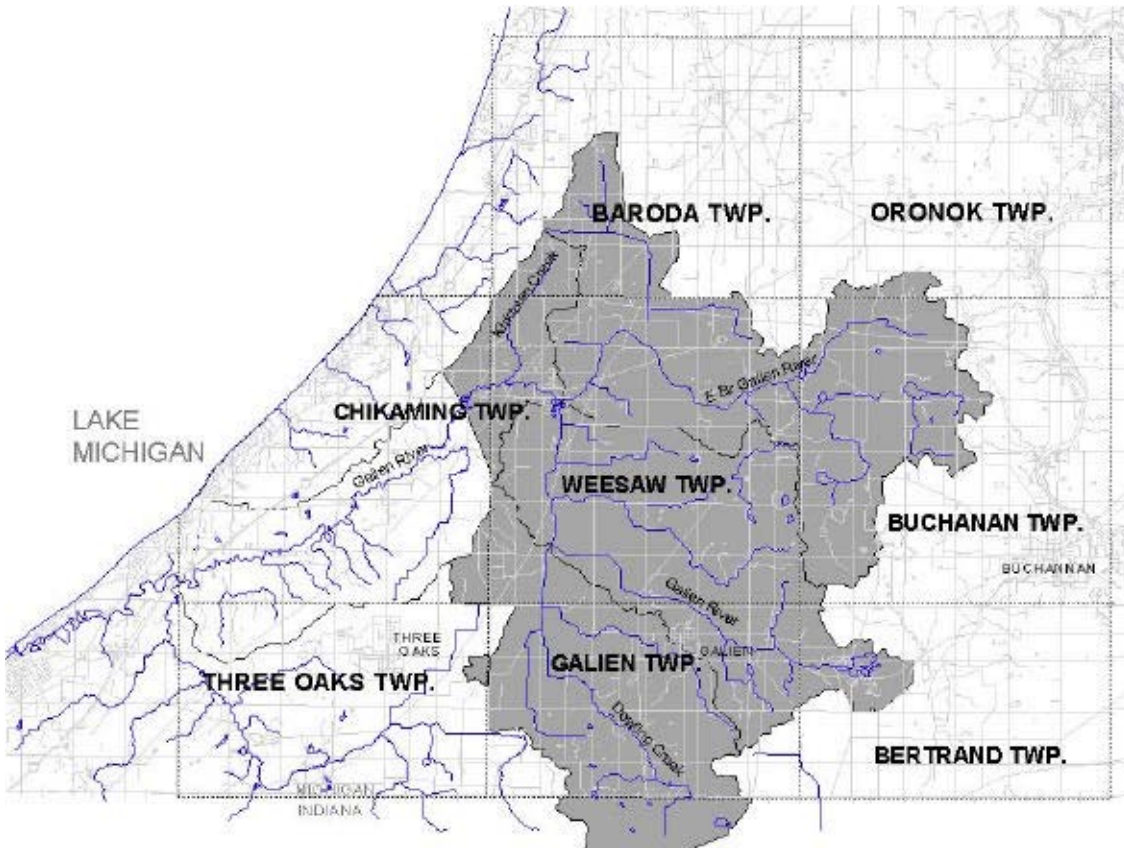 BARODA TWP.
ORONOK TWP.
Creek
E Br Galien River
CHIKAMING TWP.
LAKE
MICHIGAN
Galien River
WEESAW TWP.
BUCHANAN TWP.
BUCHANNAN
Galien River
THREE
OAKS
GALIEN TWP.
GALIEN
THREE OAKS TWP.
Dowling Creek
BERTRAND TWP.
MICHIGAN
INDIANA